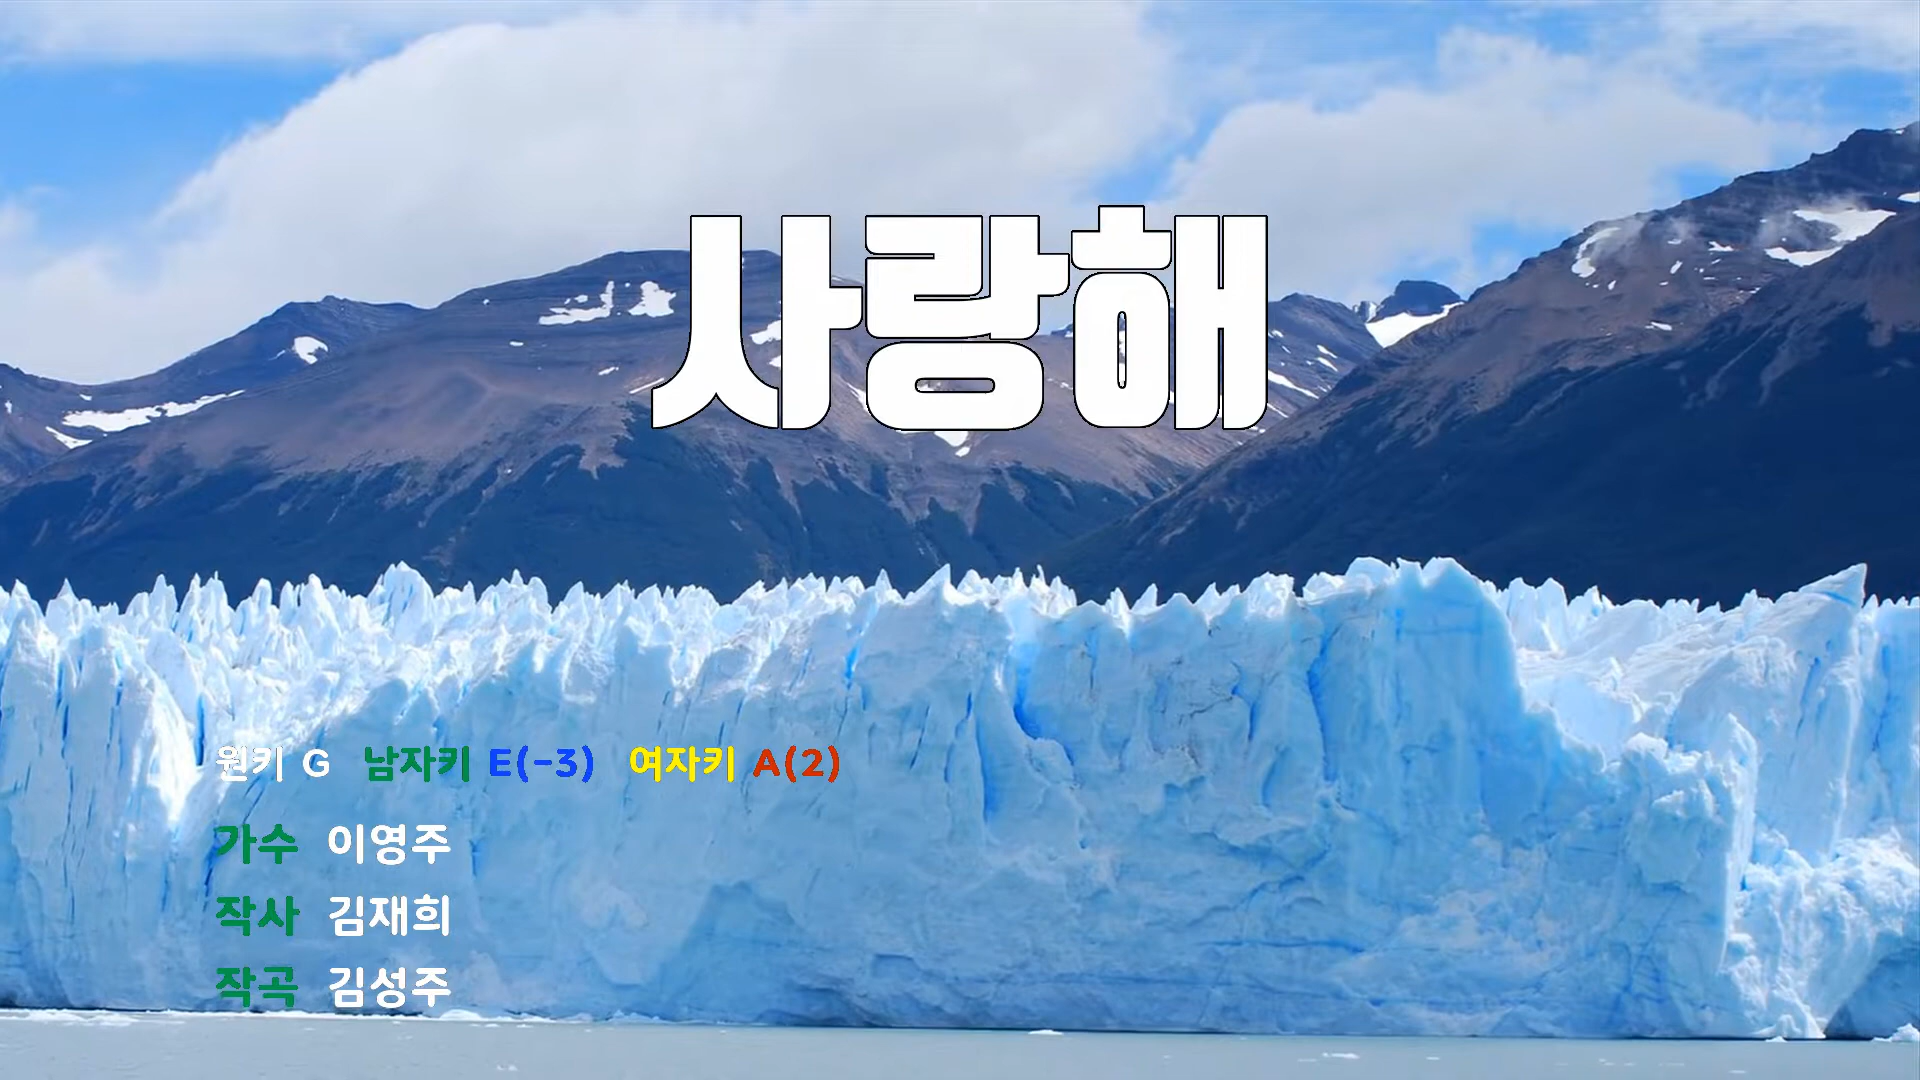 사랑해
원키 G 남자키 E(-3) 여자키 A(2)
가수 이영주
작사 김재희
작곡 김성주